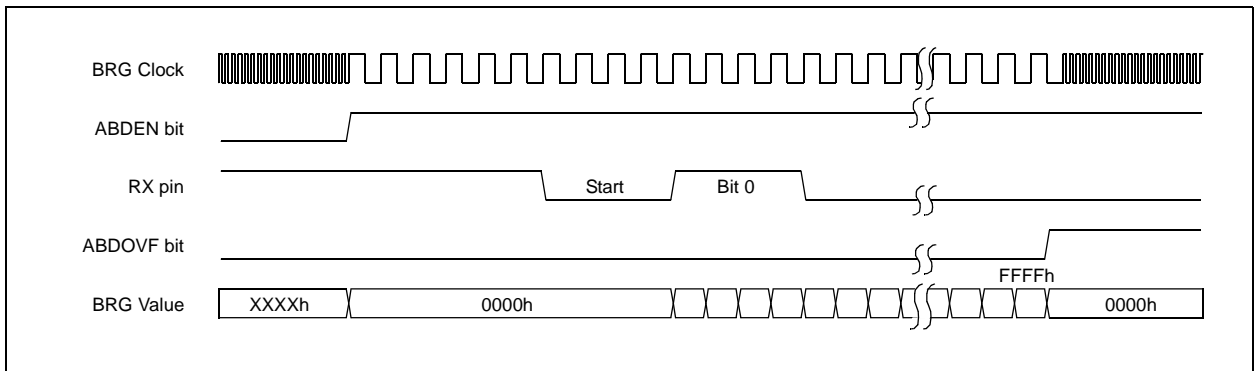 BRG Clock
ABDEN bit
RX pin
Start
Bit 0
ABDOVF bit
FFFFh
BRG Value
XXXXh
0000h
0000h